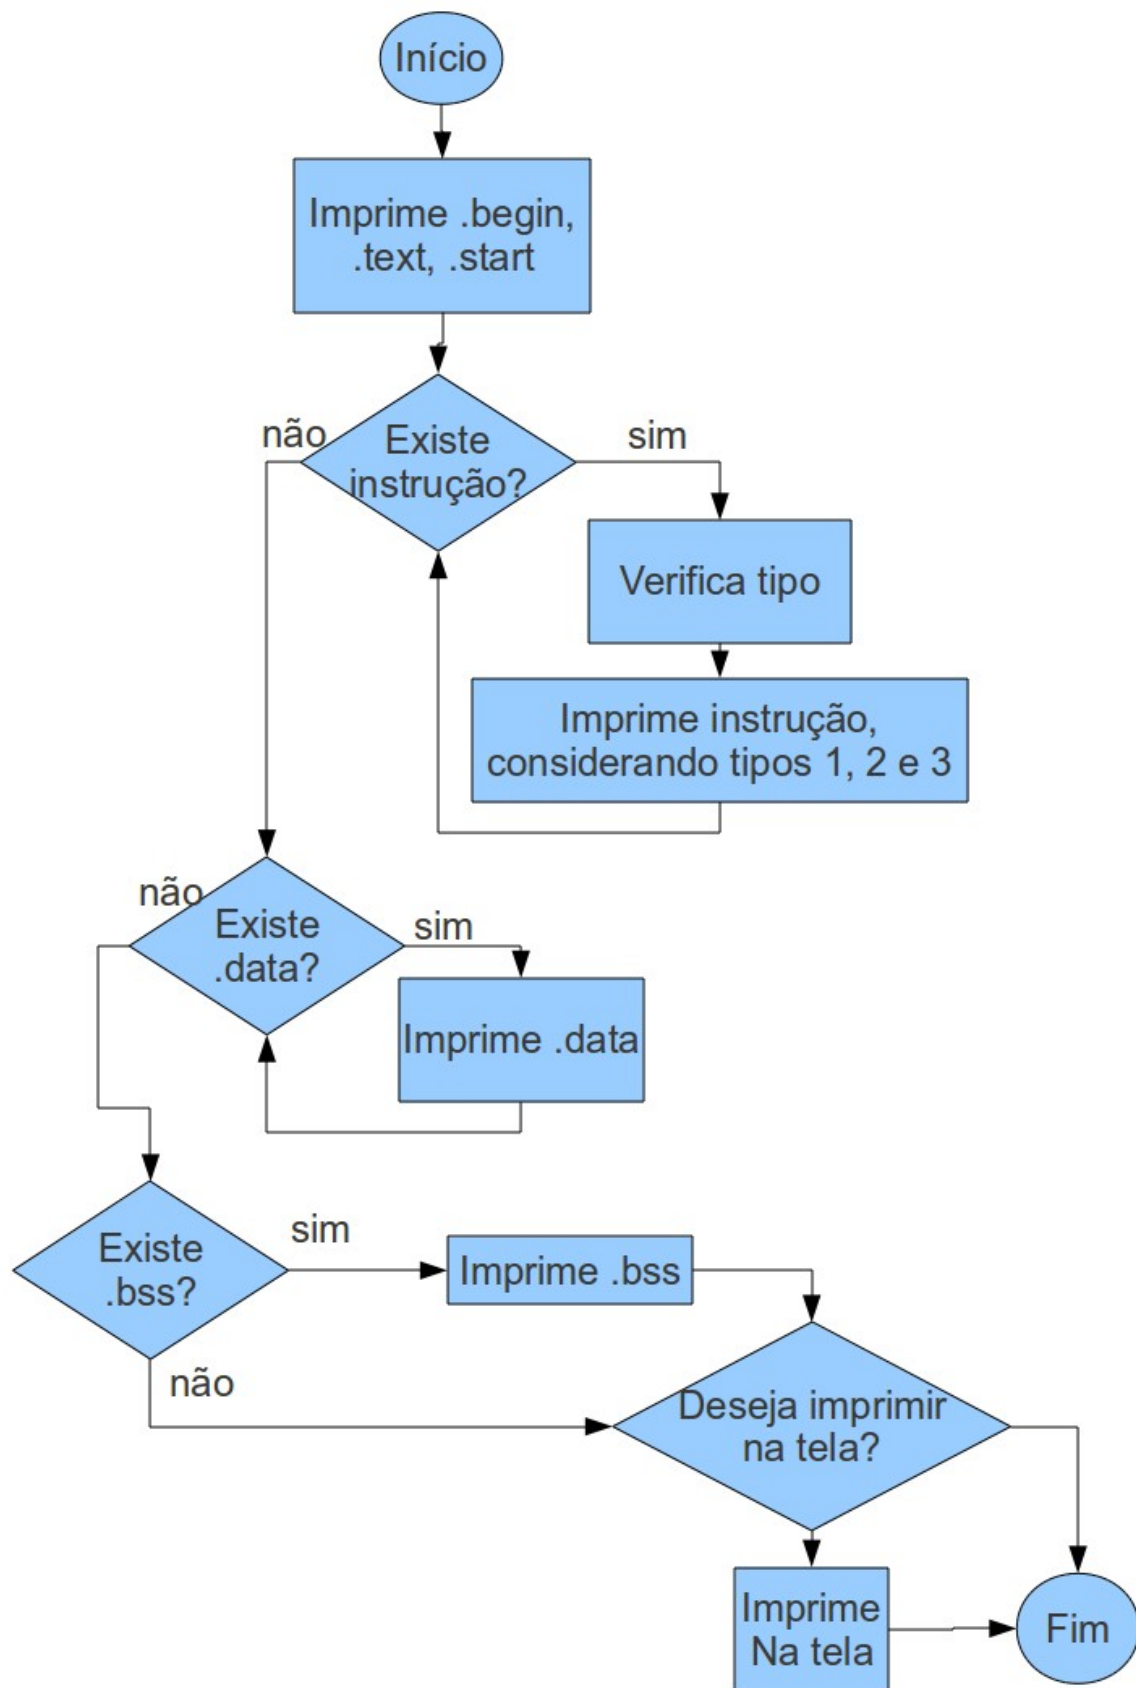 Início
Imprime .begin,
.text, .start
não
Existe
instrução?
sim
Verifica tipo
Imprime instrução,
considerando tipos 1, 2 e 3
não
Existe
.data?
sim
Imprime .data
Existe
.bss?
sim
Imprime .bss
não
Deseja imprimir
na tela?
Imprime
Na tela
Fim